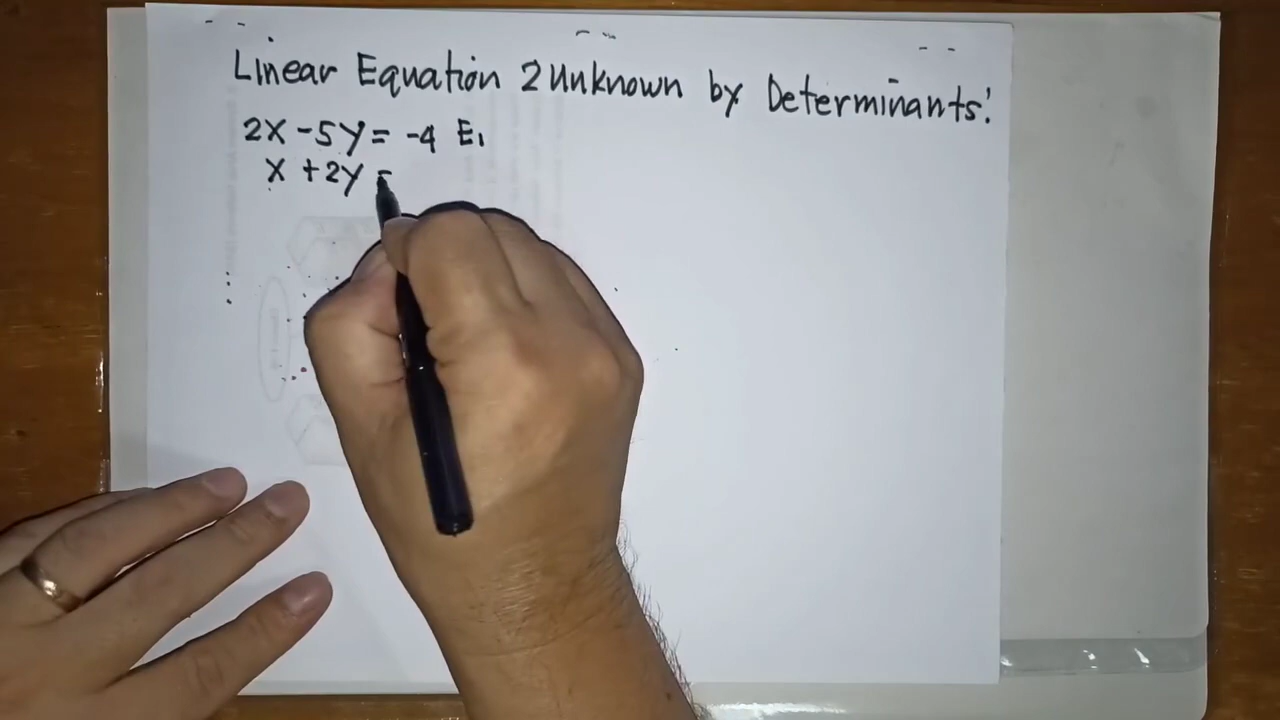 Linear Equation 2 Unknown by Determinants:
2X - 5Y = -4 E₁
X + 2Y =